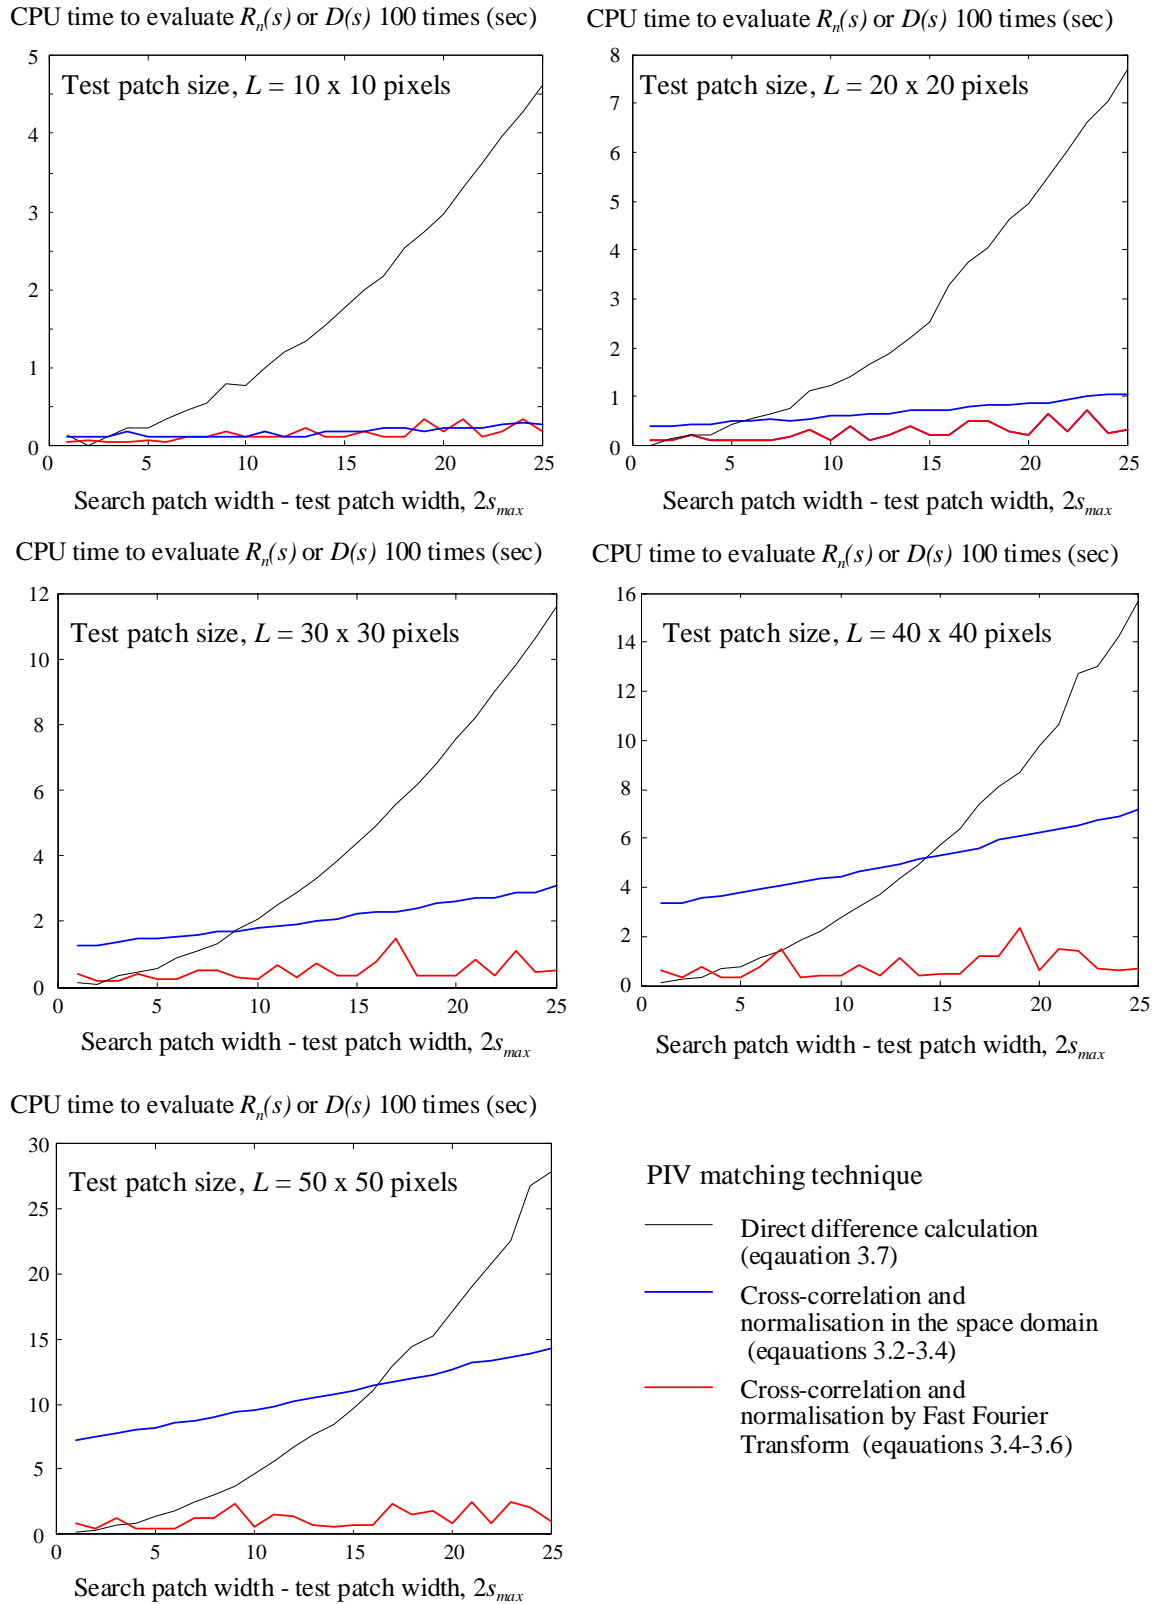 CPU time to evaluate Rn(s) or D(s) 100 times (sec)
Test patch size, L = 10 x 10 pixels
5
4
3
2
1
0
0
5
10
15
20
25
Search patch width - test patch width, 2smax
CPU time to evaluate Rn(s) or D(s) 100 times (sec)
Test patch size, L = 20 x 20 pixels
8
7
6
5
4
3
2
1
0
0
5
10
15
20
25
Search patch width - test patch width, 2smax
CPU time to evaluate Rn(s) or D(s) 100 times (sec)
Test patch size, L = 30 x 30 pixels
12
10
8
6
4
2
0
0
5
10
15
20
25
Search patch width - test patch width, 2smax
CPU time to evaluate Rn(s) or D(s) 100 times (sec)
Test patch size, L = 40 x 40 pixels
16
14
12
10
8
6
4
2
0
0
5
10
15
20
25
Search patch width - test patch width, 2smax
CPU time to evaluate Rn(s) or D(s) 100 times (sec)
Test patch size, L = 50 x 50 pixels
30
25
20
15
10
5
0
0
5
10
15
20
25
Search patch width - test patch width, 2smax
PIV matching technique
Direct difference calculation
(eqauation 3.7)
Cross-correlation and
normalisation in the space domain
(eqauations 3.2-3.4)
Cross-correlation and
normalisation by Fast Fourier
Transform (eqauations 3.4-3.6)